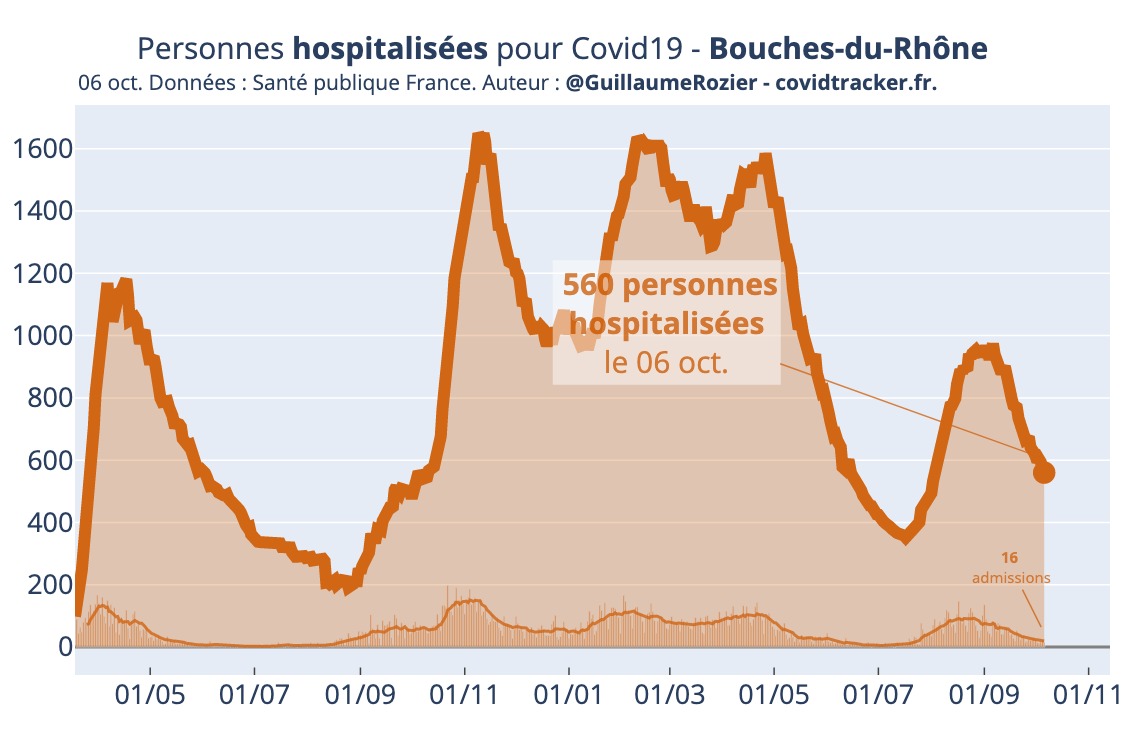 Personnes hospitalisées pour Covid19 - Bouches-du-Rhône
06 oct. Données : Santé publique France. Auteur : @GuillaumeRozier - covidtracker.fr.
1600
1400
1200
1000
800
600
400
200
0
560 personnes
hospitalisées
le 06 oct.
16
admissions
01/05 01/07 01/09 01/11 01/01 01/03 01/05 01/07 01/09 01/11